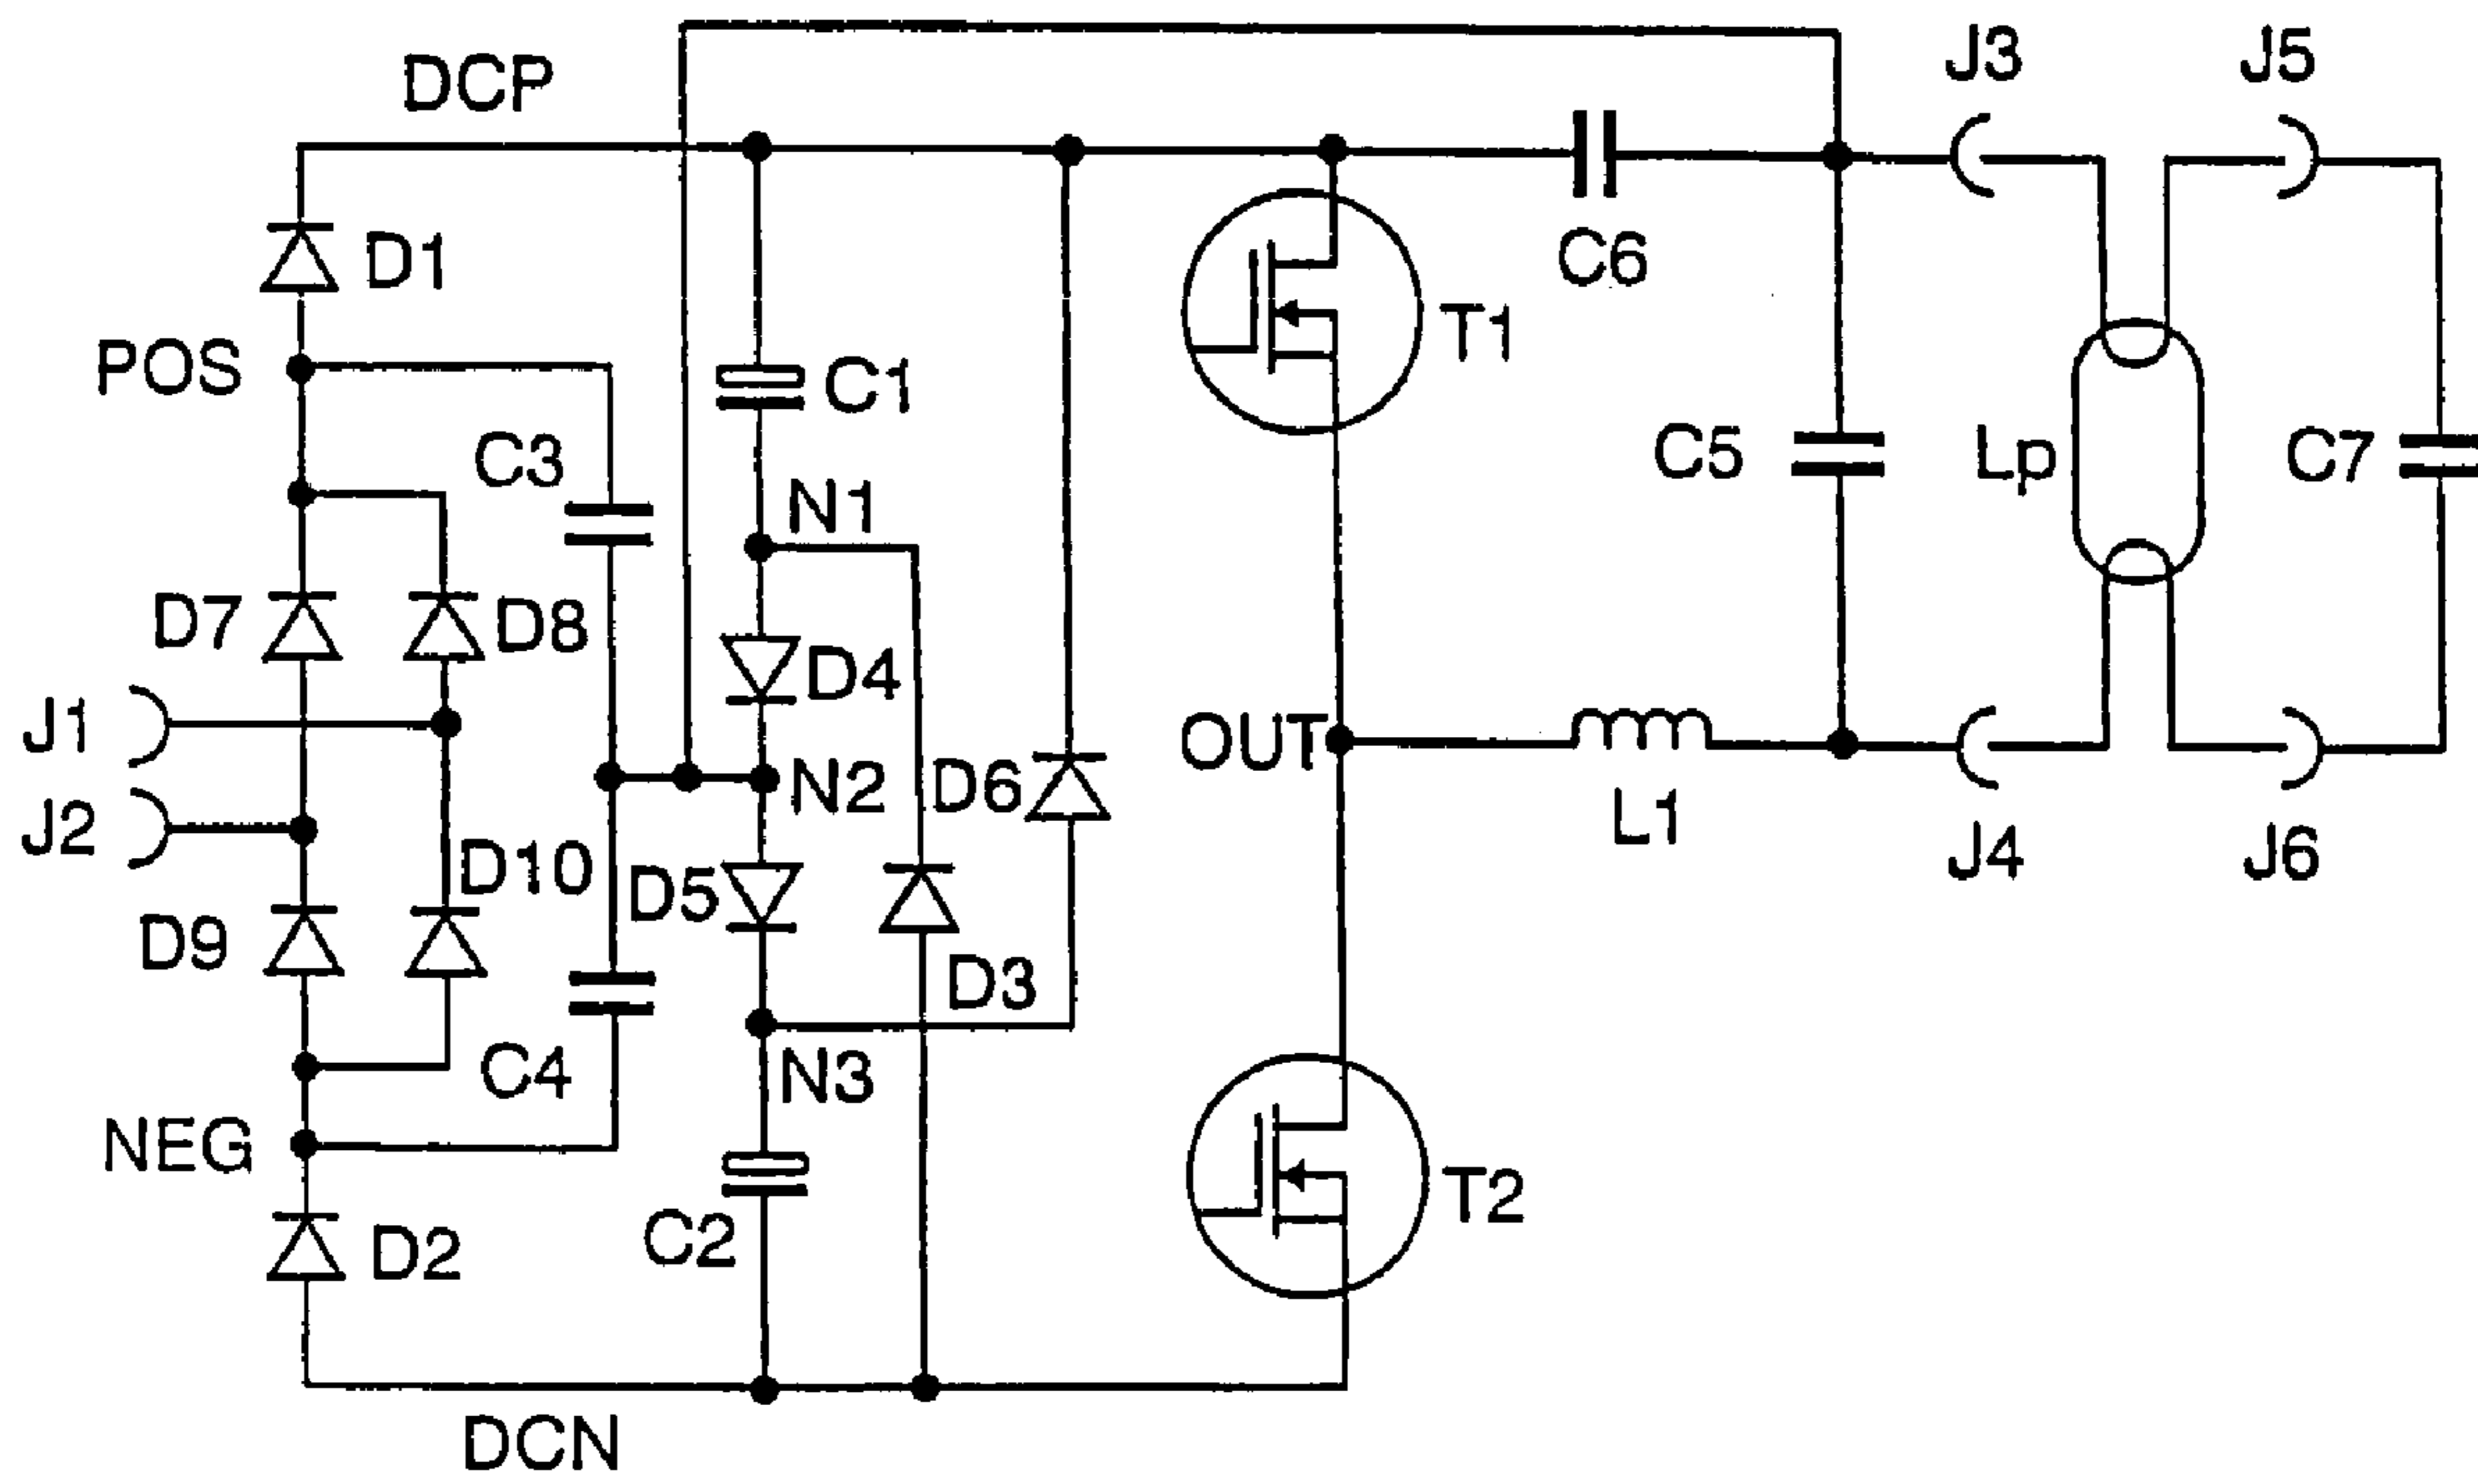 DCP
J3
J5
D1
C6
T1
POS
C1
C3
C5
Lp
C7
N1
D7
D8
D4
J1
OUT
N2
D6
J2
L1
J4
J6
D10
D5
D9
D3
C4
N3
NEG
T2
C2
D2
DCN